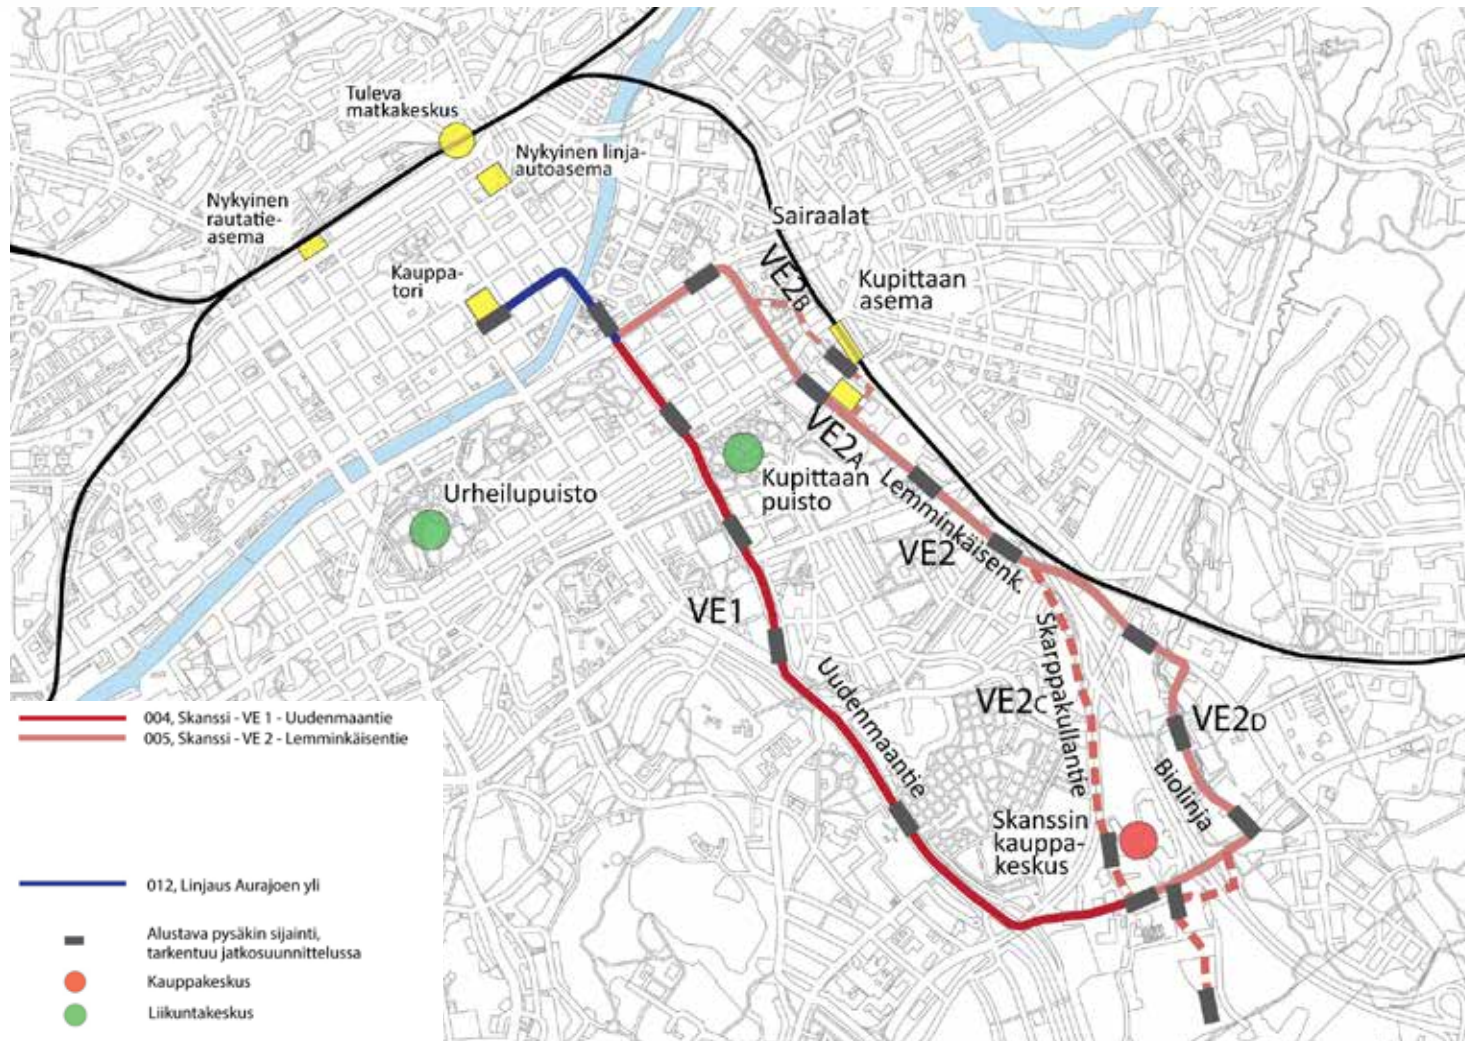 Tuleva
matkakeskus
Nykyinen linja-
autoasema
Nykyinen
rautatie-
asema
Sairaalat
Kauppa-
tori
VE2B
Kupittaan
asema
VE2A
Urheilupuisto
Kupittaan
puisto
Lemminkäisenk.
VE2
VE1
Skarppakullantie
Uudenmaantie
VE2C
VE2D
Biolinja
Skanssin
kauppa-
keskus
004, Skanssi - VE 1 - Uudenmaantie
005, Skanssi - VE 2 - Lemminkäisentie
012, Linjaus Aurajoen yli
Alustava pysäkin sijainti,
tarkentuu jatkosuunnittelussa
Kauppakeskus
Liikuntakeskus